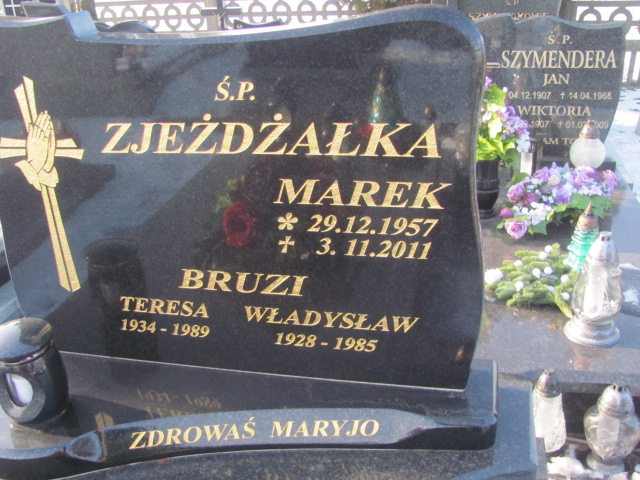 Ś.P.
ZJEŻDŻAŁKA
MAREK
* 29.12.1957
† 3.11.2011
BRUZI
TERESA
1934 - 1989
WŁADYSŁAW
1928 - 1985
ZDROWAŚ MARYJO
Ś.P.
SZYMENDERA
JAN
04.12.1907 † 14.04.1966
WIKTORIA